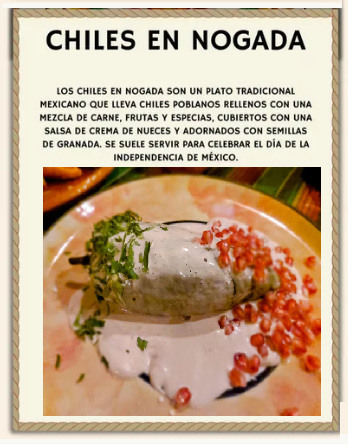 CHILES EN NOGADA
LOS CHILES EN NOGADA SON UN PLATO TRADICIONAL
MEXICANO QUE LLEVA CHILES POBLANOS RELLENOS CON UNA
MEZCLA DE CARNE, FRUTAS Y ESPECIAS, CUBIERTOS CON UNA
SALSA DE CREMA DE NUECES Y ADORNADOS CON SEMILLAS
DE GRANADA. SE SUELE SERVIR PARA CELEBRAR EL DÍA DE LA
INDEPENDENCIA DE MÉXICO.